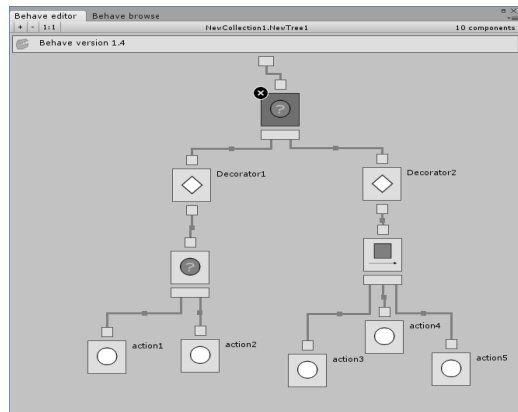 Behave editor Behave browse
+ - 1:1 NewCollection1.NewTree1 10 components
Behave version 1.4
?
Decorator1 Decorator2
?
action1 action2 action3 action4 action5